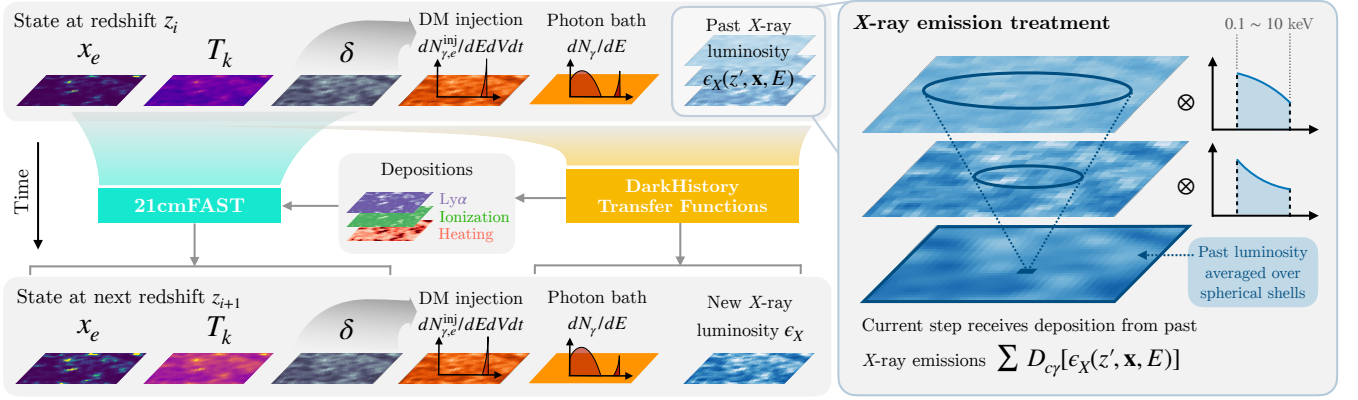 State at redshift z_i
x_e
T_k
δ
DM injection
dN^inj_γ,e/dEdVdt
Photon bath
dN_γ/dE
Past X-ray
luminosity
ϵ_X(z′, x, E)
Time
21cmFAST
Depositions
Lyα
Ionization
Heating
DarkHistory
Transfer Functions
State at next redshift z_i+1
x_e
T_k
δ
DM injection
dN^inj_γ,e/dEdVdt
Photon bath
dN_γ/dE
New X-ray
luminosity ϵ_X
X-ray emission treatment
0.1 ~ 10 keV
⊗
⊗
Past luminosity
averaged over
spherical shells
Current step receives deposition from past
X-ray emissions ∑ D_cγ[ϵ_X(z′, x, E)]